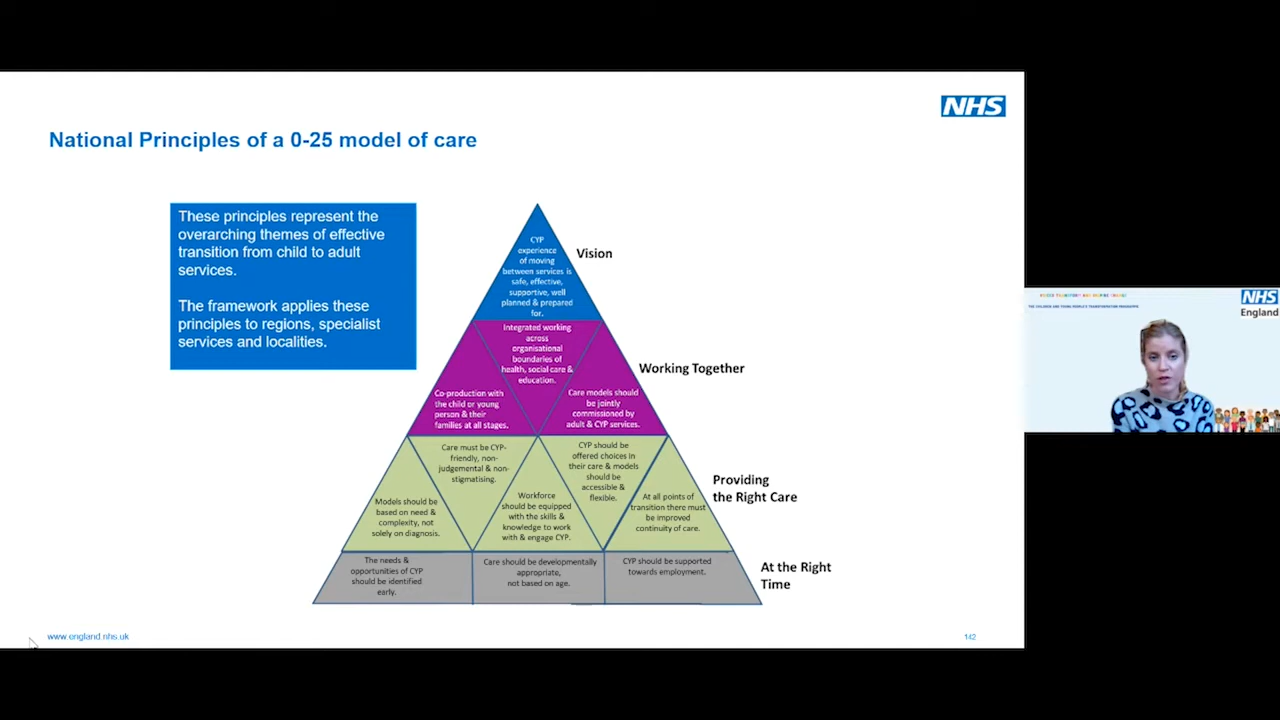 NHS
National Principles of a 0-25 model of care
These principles represent the
overarching themes of effective
transition from child to adult
services.
The framework applies these
principles to regions, specialist
services and localities.
CYP
experience
of moving
between services is
safe, effective,
supportive, well
planned & prepared
for.
Vision
Integrated working
across
organisational
boundaries of
health, social care &
education.
Co-production with
the child or young
person & their
families at all stages.
Care models should
be jointly
commissioned by
adult & CYP services.
Working Together
Models should be
based on need &
complexity, not
solely on diagnosis.
Care must be CYP-
friendly, non-
judgemental & non-
stigmatising.
Workforce
should be equipped
with the skills &
knowledge to work
with & engage CYP.
CYP should be
offered choices in
their care & models
should be
accessible &
flexible.
At all points of
transition there must
be improved
continuity of care.
Providing
the Right Care
The needs &
opportunities of CYP
should be identified
early.
Care should be developmentally
appropriate,
not based on age.
CYP should be supported
towards employment.
At the Right
Time
www.england.nhs.uk
142
NHS
England
THE CHILDREN AND YOUNG PEOPLE'S TRANSFORMATION PROGRAMME